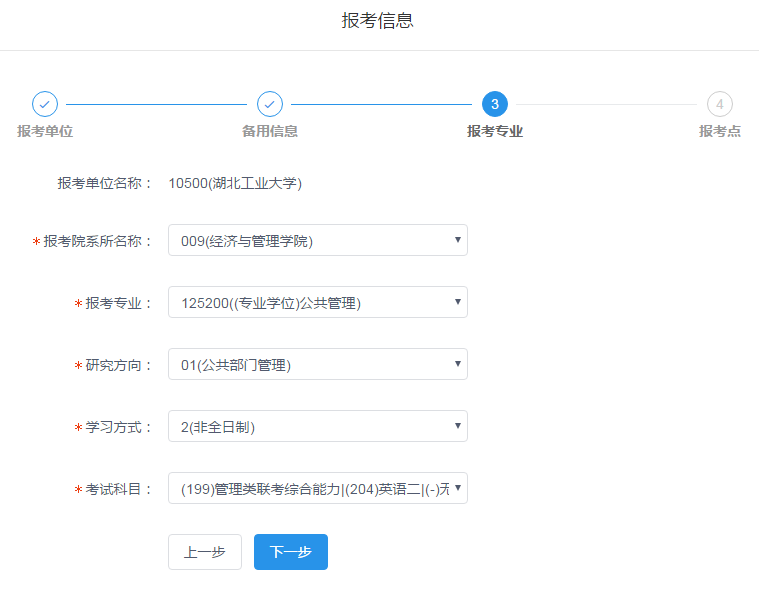 报考信息
3 4
报考单位 备用信息 报考专业 报考点
报考单位名称： 10500(湖北工业大学)
*报考院系所名称： 009(经济与管理学院)
*报考专业： 125200((专业学位)公共管理)
*研究方向： 01(公共部门管理)
*学习方式： 2(非全日制)
*考试科目： (199)管理类联考综合能力|(204)英语二|(-)无
上一步 下一步